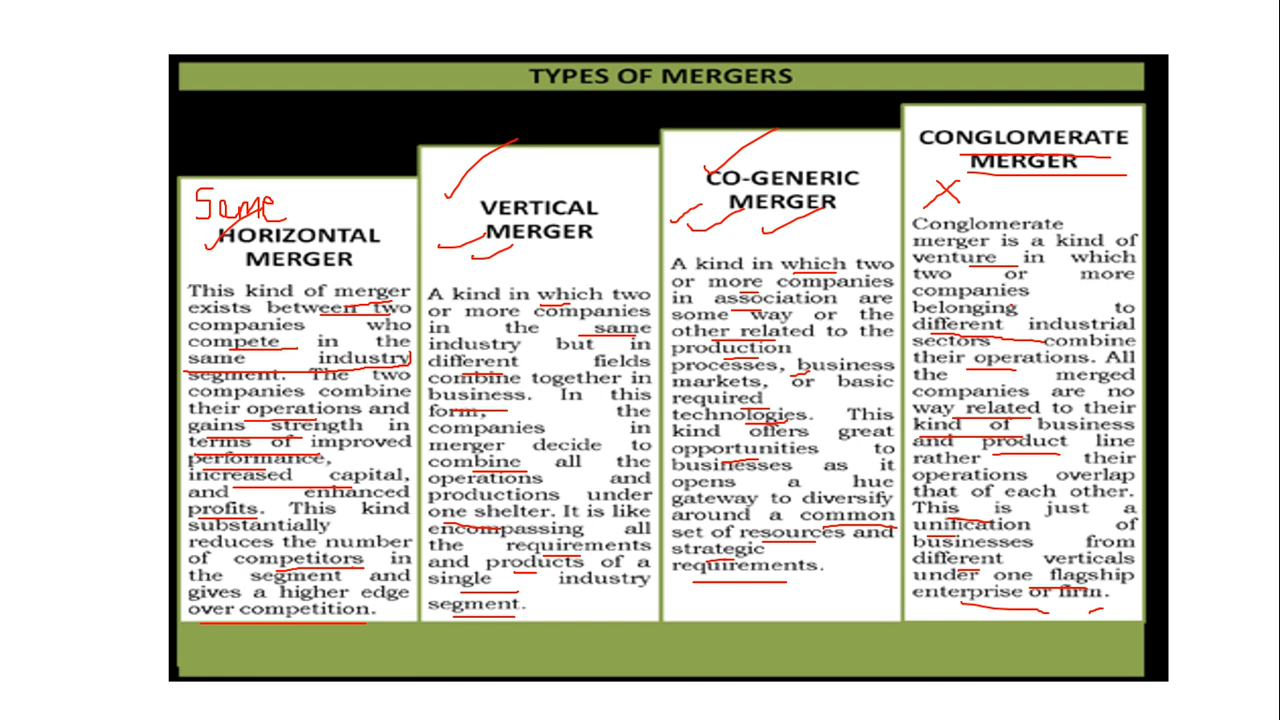 TYPES OF MERGERS
Same
HORIZONTAL
MERGER
This kind of merger
exists between two
companies who
compete in the
same industry
segment. The two
companies combine
their operations and
gains strength in
terms of improved
performance,
increased capital,
and enhanced
profits. This kind
substantially
reduces the number
of competitors in
the segment and
gives a higher edge
over competition.
VERTICAL
MERGER
A kind in which two
or more companies
in the same
industry but in
different fields
combine together in
business. In this
form, the
companies in
merger decide to
combine all the
operations and
productions under
one shelter. It is like
encompassing all
the requirements
and products of a
single industry
segment.
CO-GENERIC
MERGER
A kind in which two
or more companies
in association are
some way or the
other related to the
production
processes, business
markets, or basic
required
technologies. This
kind offers great
opportunities to
businesses as it
opens a hue
gateway to diversify
around a common
set of resources and
strategic
requirements.
CONGLOMERATE
MERGER
Conglomerate
merger is a kind of
venture in which
two or more
companies
belonging to
different industrial
sectors combine
their operations. All
the merged
companies are no
way related to their
kind of business
and product line
rather their
operations overlap
that of each other.
This is just a
unification of
businesses from
different verticals
under one flagship
enterprise or firm.